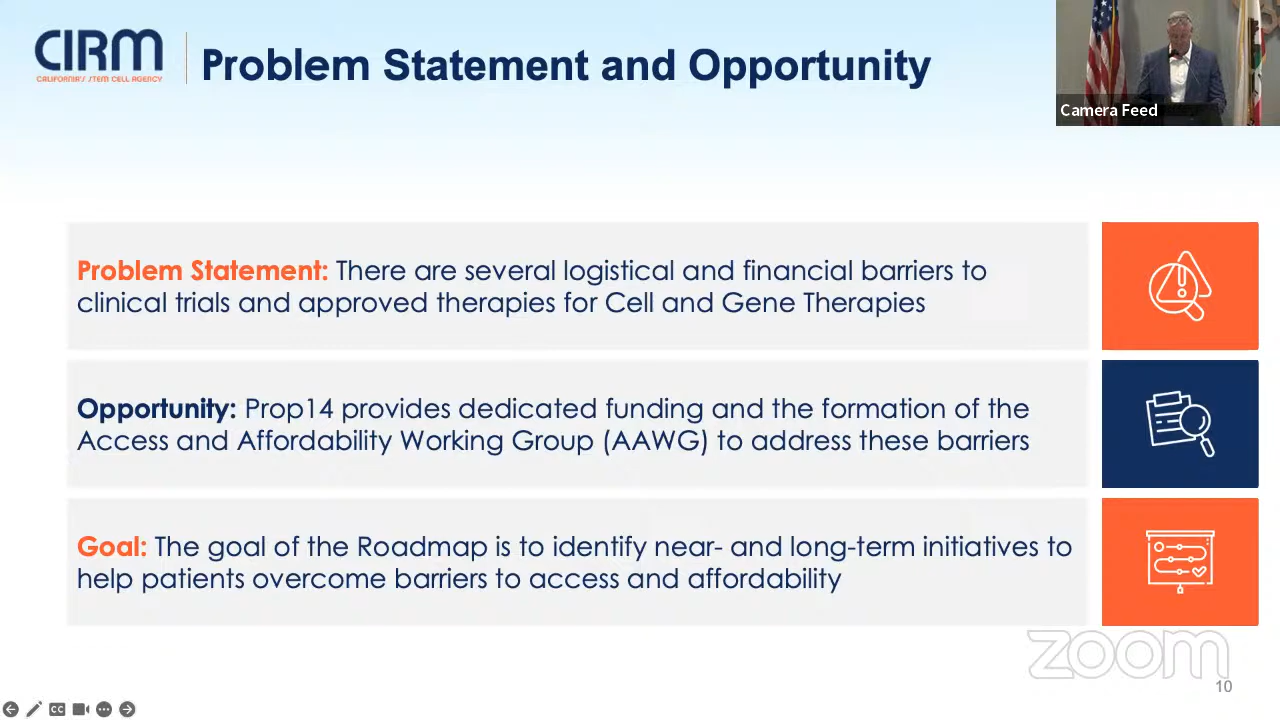 CIRM
CALIFORNIA'S STEM CELL AGENCY
Problem Statement and Opportunity
Camera Feed
Problem Statement: There are several logistical and financial barriers to
clinical trials and approved therapies for Cell and Gene Therapies
Opportunity: Prop14 provides dedicated funding and the formation of the
Access and Affordability Working Group (AAWG) to address these barriers
Goal: The goal of the Roadmap is to identify near- and long-term initiatives to
help patients overcome barriers to access and affordability
zoom
10
CC